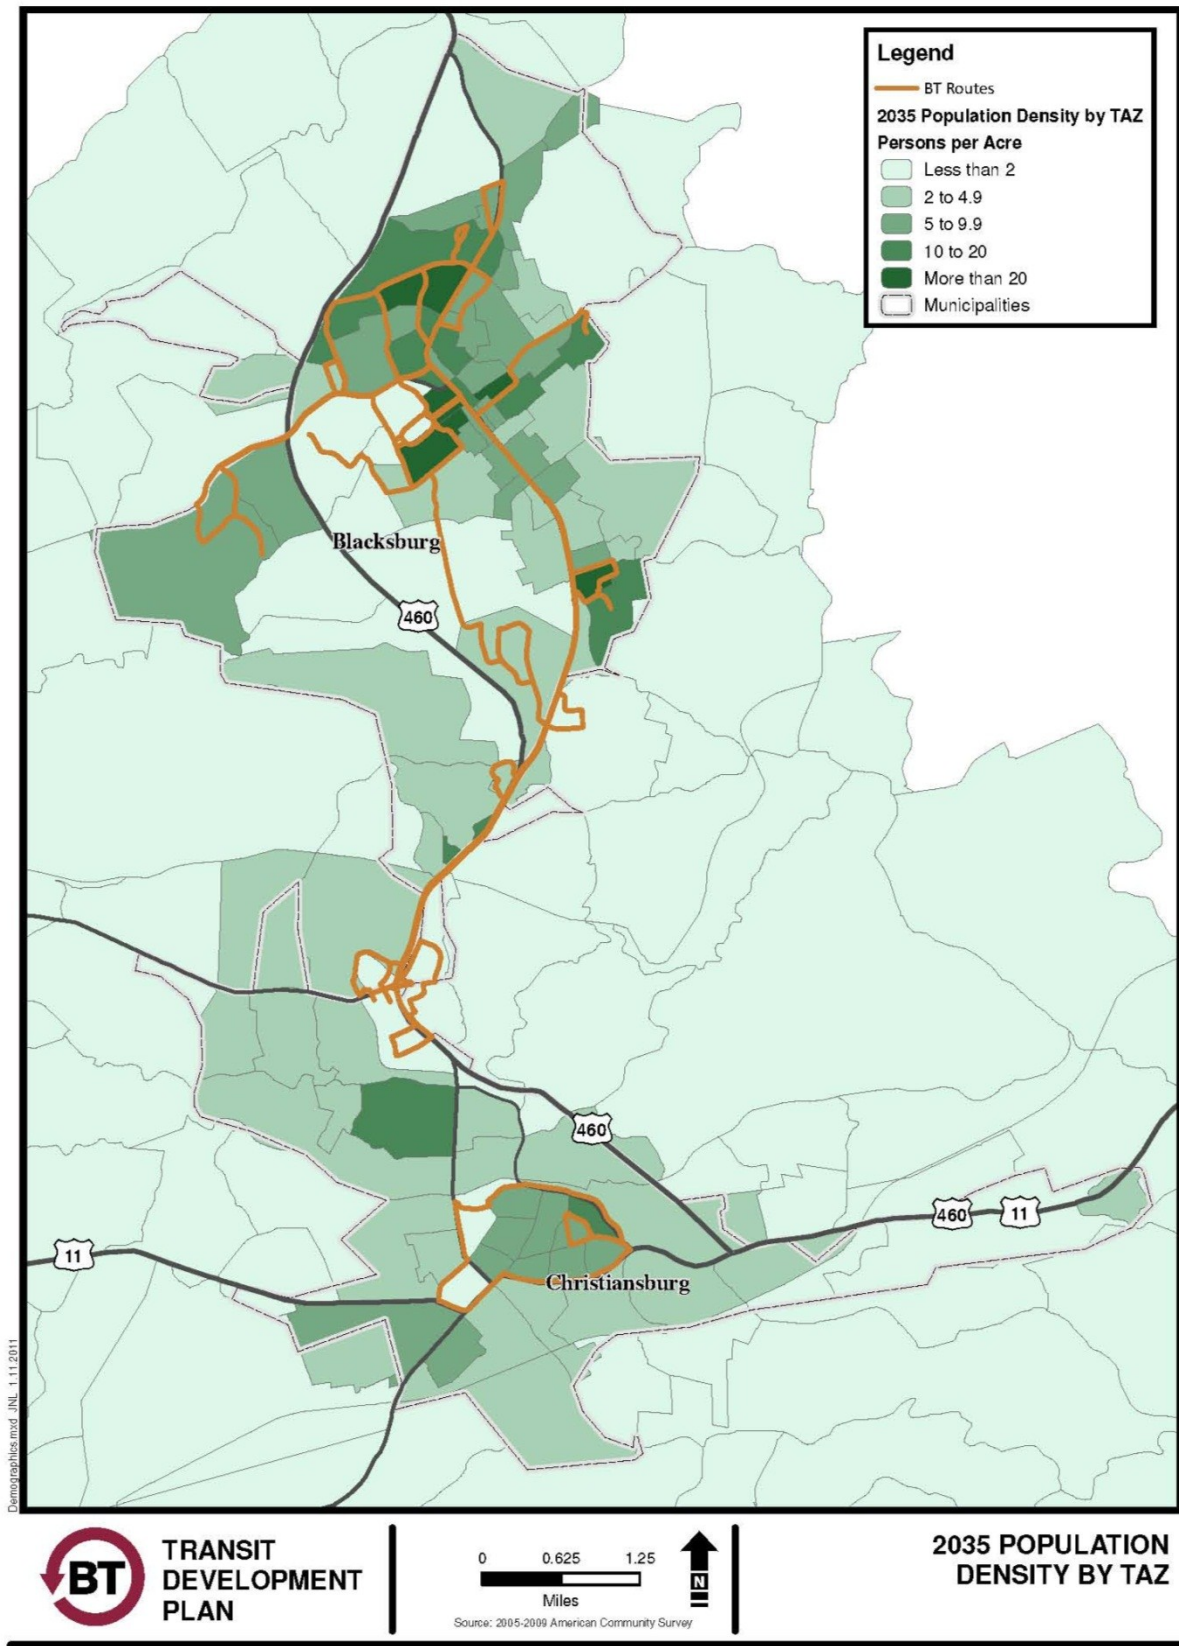 Legend
BT Routes
2035 Population Density by TAZ
Persons per Acre
Less than 2
2 to 4.9
5 to 9.9
10 to 20
More than 20
Municipalities
Blacksburg
460
460
460
11
11
Christiansburg
Demographics.mxd JNL 1.11.2011
BT
TRANSIT
DEVELOPMENT
PLAN
0 0.625 1.25
Miles
N
Source: 2005-2009 American Community Survey
2035 POPULATION
DENSITY BY TAZ